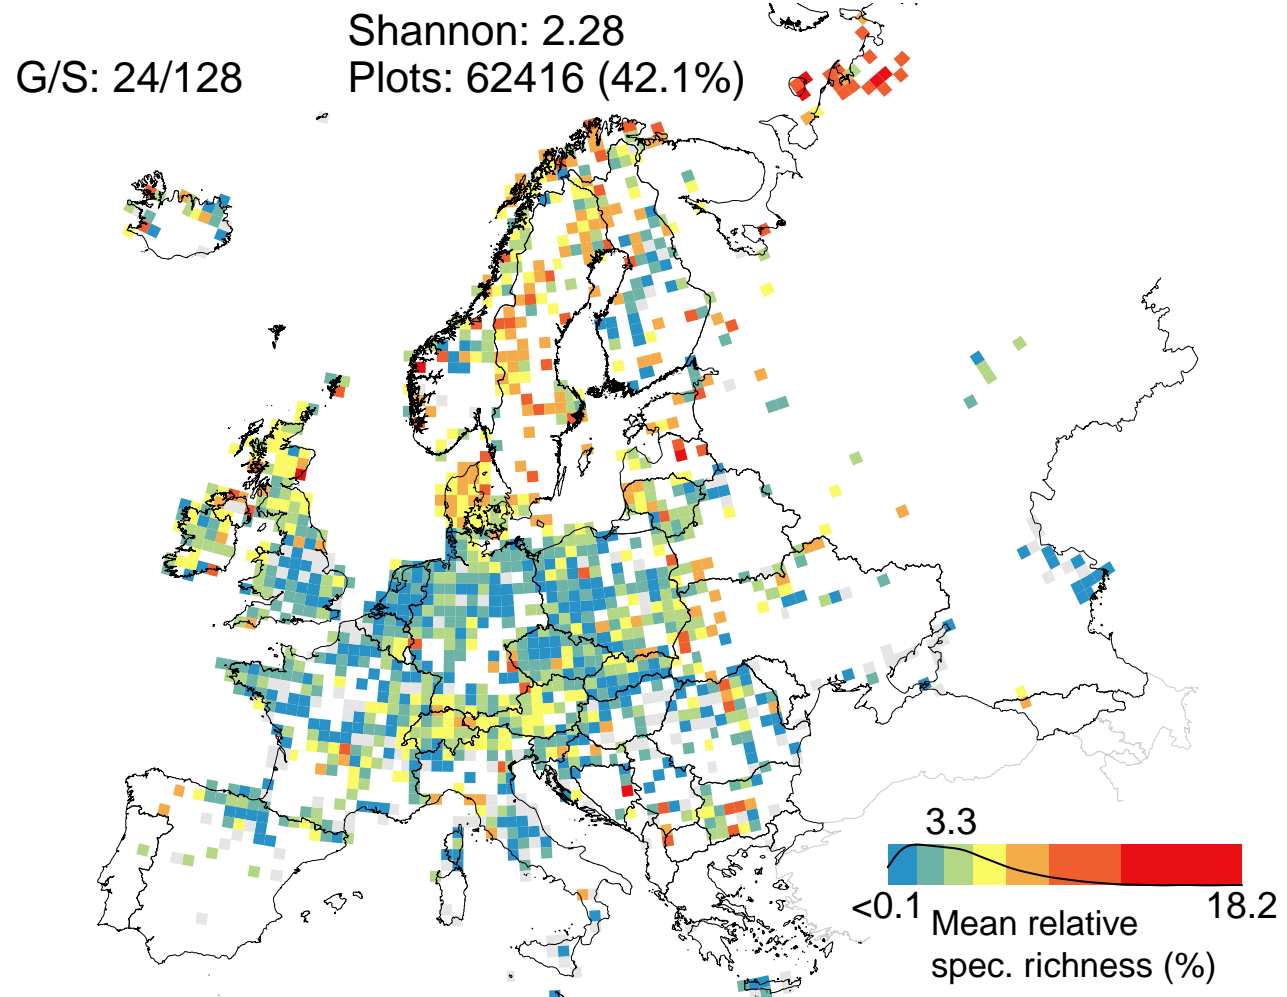 Shannon: 2.28
G/S: 24/128
Plots: 62416 (42.1%)
3.3
<0.1
18.2
Mean relative
spec. richness (%)